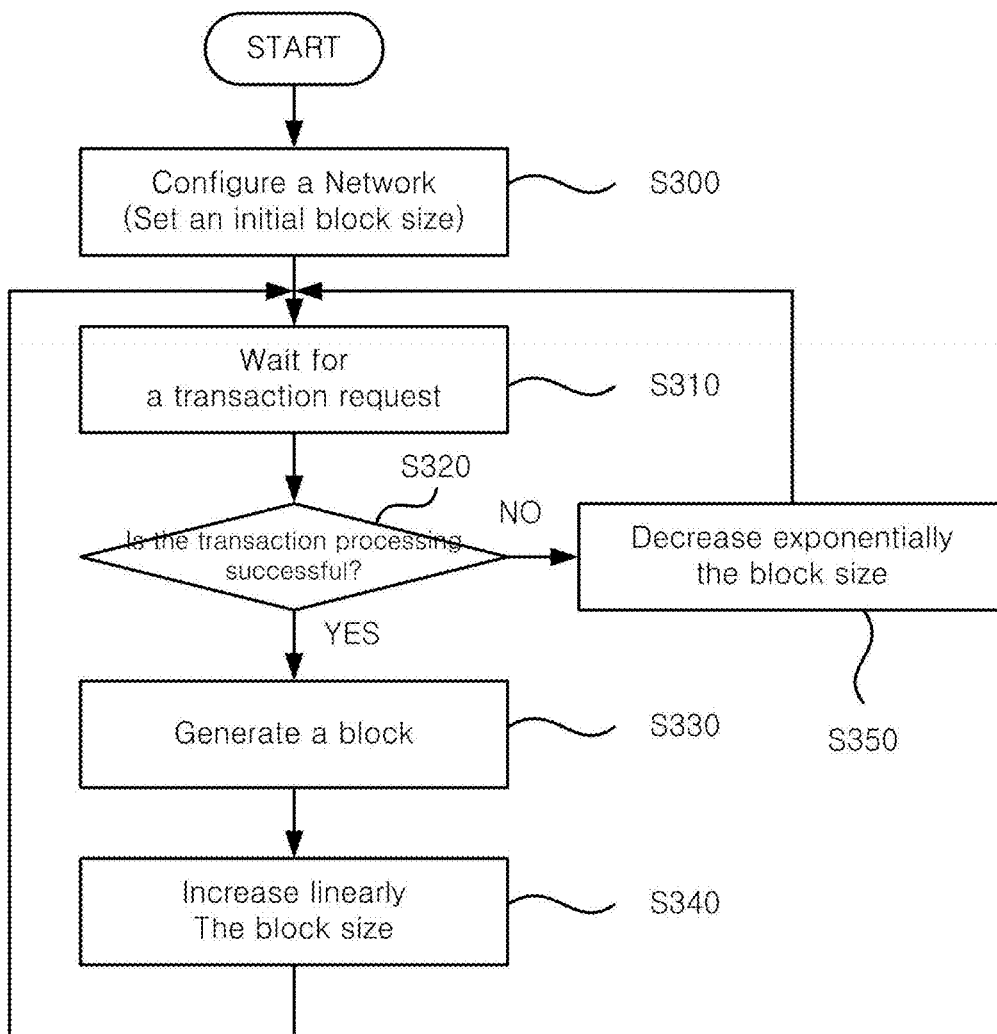 START
Configure a Network
(Set an initial block size)
S300
Wait for
a transaction request
S310
S320
Is the transaction processing
successful?
NO
Decrease exponentially
the block size
YES
S350
Generate a block
S330
Increase linearly
The block size
S340